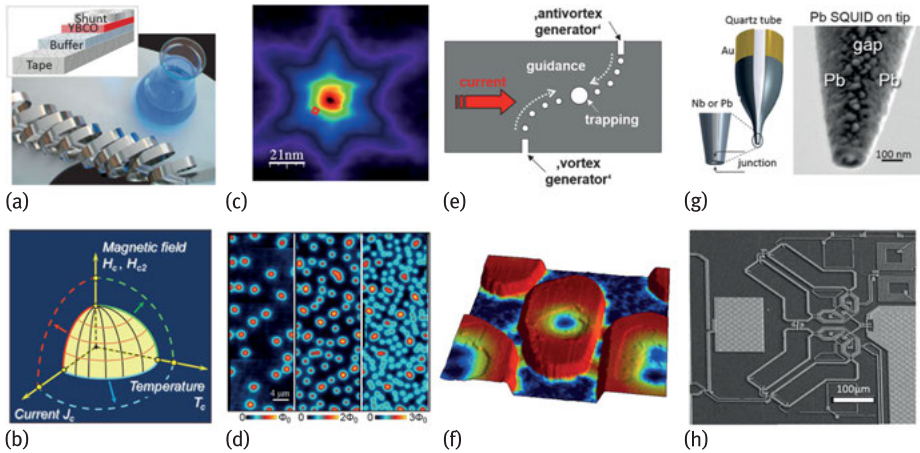 Shunt
YBCO
Buffer
Tape
(a)
21nm
(c)
‚antivortex
generator‘
guidance
current
trapping
‚vortex
generator‘
(e)
Quartz tube
Au
Nb or Pb
junction
Pb SQUID on tip
gap
Pb
Pb
100 nm
(g)
Magnetic field
Hc , Hc2
Temperature
Tc
Current Jc
(b)
4 µm
0 Φ0 0 2Φ0 0 3Φ0
(d)
(f)
100µm
(h)